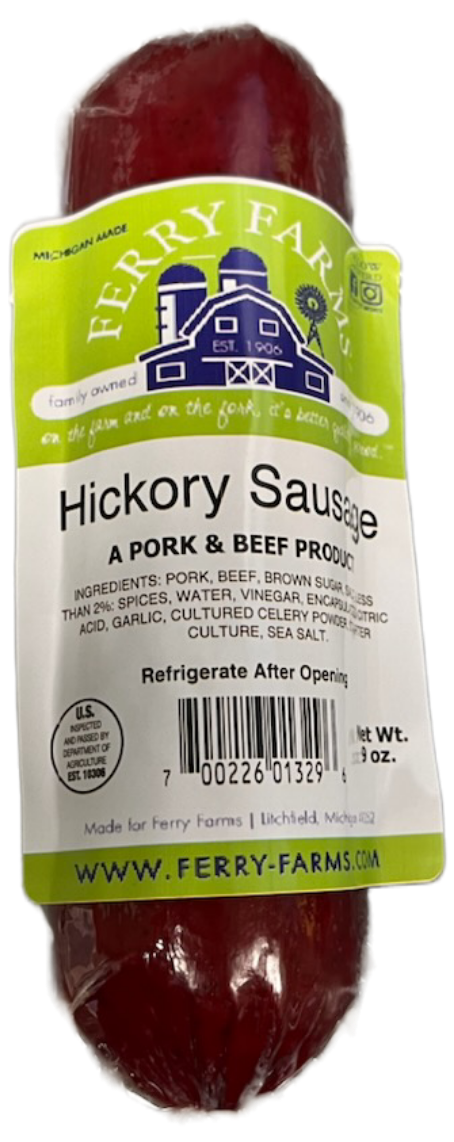 MICHIGAN MADE
FERRY FARMS
EST. 1906
family owned
on the farm and on the fork, it's better
Hickory Sausage
A PORK & BEEF PRODUCT
INGREDIENTS: PORK, BEEF, BROWN SUGAR,
THAN 2%: SPICES, WATER, VINEGAR, CITRIC
ACID, GARLIC, CULTURED CELERY POWDER,
CULTURE, SEA SALT.
Refrigerate After Opening
U.S.
INSPECTED
AND PASSED BY
DEPARTMENT OF
AGRICULTURE
EST. 10306
Net Wt.
9 oz.
7 00226 01329 6
Made for Ferry Farms | Litchfield,
WWW.FERRY-FARMS.COM